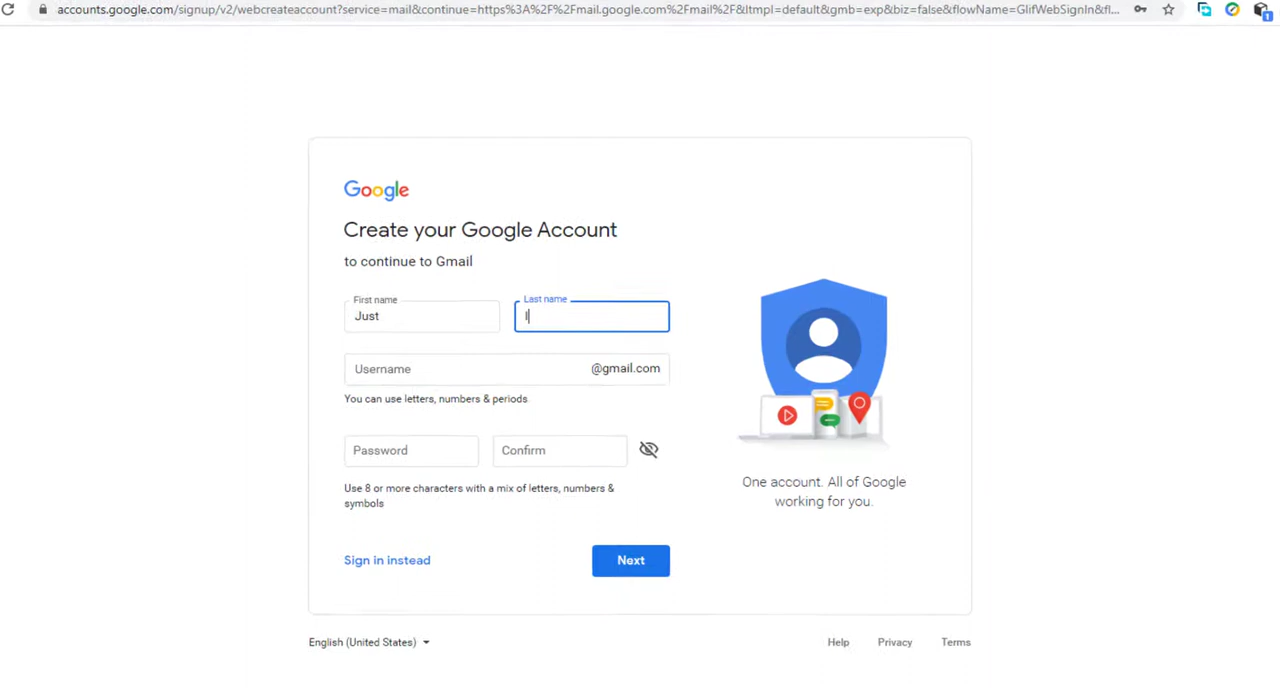 accounts.google.com/signup/v2/webcreateaccount?service=mail&continue=https%3A%2F%2Fmail.google.com%2Fmail%2F&ltmpl=default&gmb=exp&biz=false&flowName=GlifWebSignIn&fl...
1
Google
Create your Google Account
to continue to Gmail
First name
Last name
Just
I
Username
@gmail.com
You can use letters, numbers & periods
Password
Confirm
Use 8 or more characters with a mix of letters, numbers &
symbols
One account. All of Google
working for you.
Sign in instead
Next
English (United States)
Help
Privacy
Terms